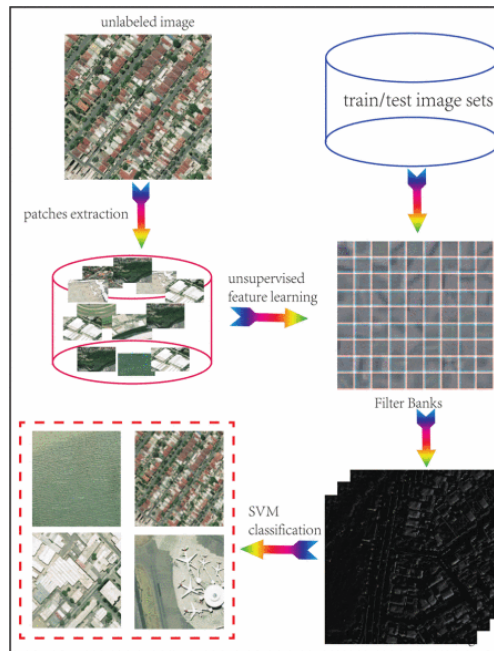 unlabeled image
train/test image sets
patches extraction
unsupervised
feature learning
Filter Banks
SVM
classification